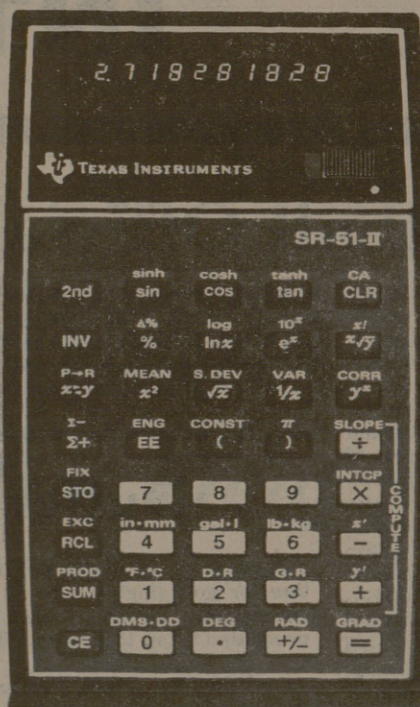 2.718281828
TEXAS INSTRUMENTS
SR-51-II
sinh cosh tanh CA
2nd sin cos tan CLR
Δ% log 10ˣ x!
INV % lnx eˣ ˣ√y
P→R MEAN S.DEV VAR CORR
x⇄y x² √x 1/x yˣ
Σ- ENG CONST π SLOPE
Σ+ EE ( ) ÷
FIX INTCP
STO 7 8 9 ×
COMPUTE
EXC in·mm gal·l lb·kg x'
RCL 4 5 6 −
PROD °F·°C D·R G·R y'
SUM 1 2 3 +
DMS·DD DEG RAD GRAD
CE 0 · +/− =